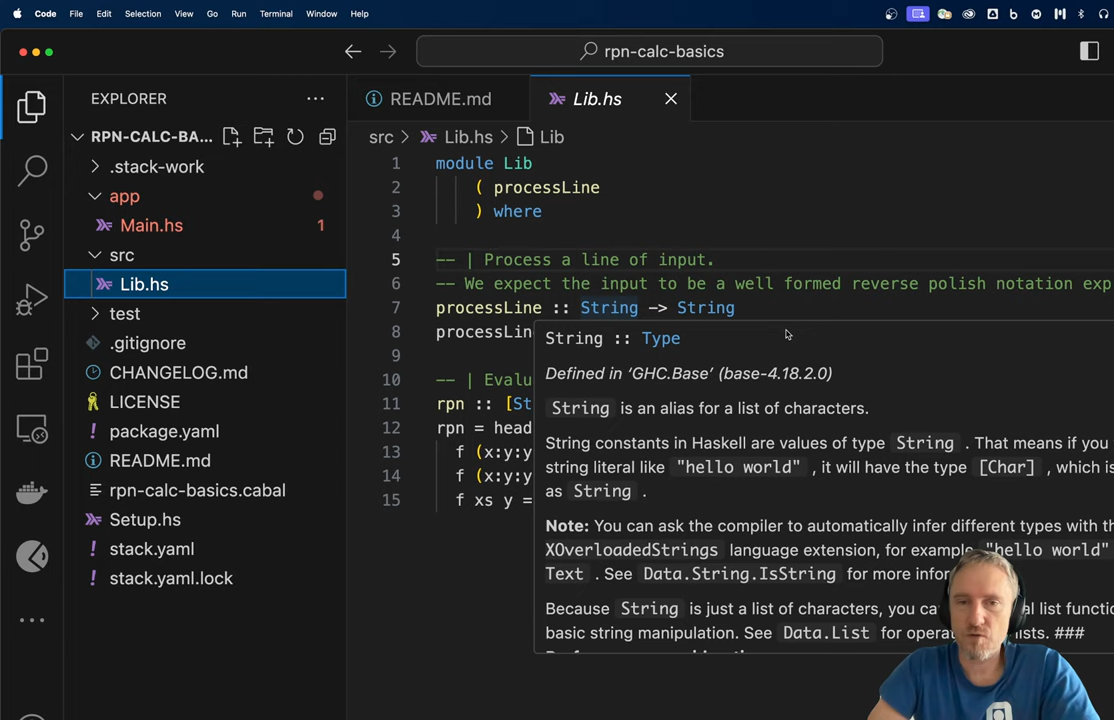 Code File Edit Selection View Go Run Terminal Window Help
rpn-calc-basics
EXPLORER
RPN-CALC-BA...
.stack-work
app
Main.hs 1
src
Lib.hs
test
.gitignore
CHANGELOG.md
LICENSE
package.yaml
README.md
rpn-calc-basics.cabal
Setup.hs
stack.yaml
stack.yaml.lock
README.md Lib.hs
src > Lib.hs > Lib
1 module Lib
2 ( processLine
3 ) where
4
5 -- | Process a line of input.
6 -- We expect the input to be a well formed reverse polish notation exp
7 processLine :: String -> String
8 processLin
9
10 -- | Evalu
11 rpn :: [St
12 rpn = head
13 f (x:y:y
14 f (x:y:y
15 f xs y =
String :: Type
Defined in ‘GHC.Base’ (base-4.18.2.0)
String is an alias for a list of characters.
String constants in Haskell are values of type String . That means if you
string literal like "hello world" , it will have the type [Char] , which is
as String .
Note: You can ask the compiler to automatically infer different types with th
XOverloadedStrings language extension, for example "hello world"
Text . See Data.String.IsString for more infor
Because String is just a list of characters, you can
basic string manipulation. See Data.List for ists. ###